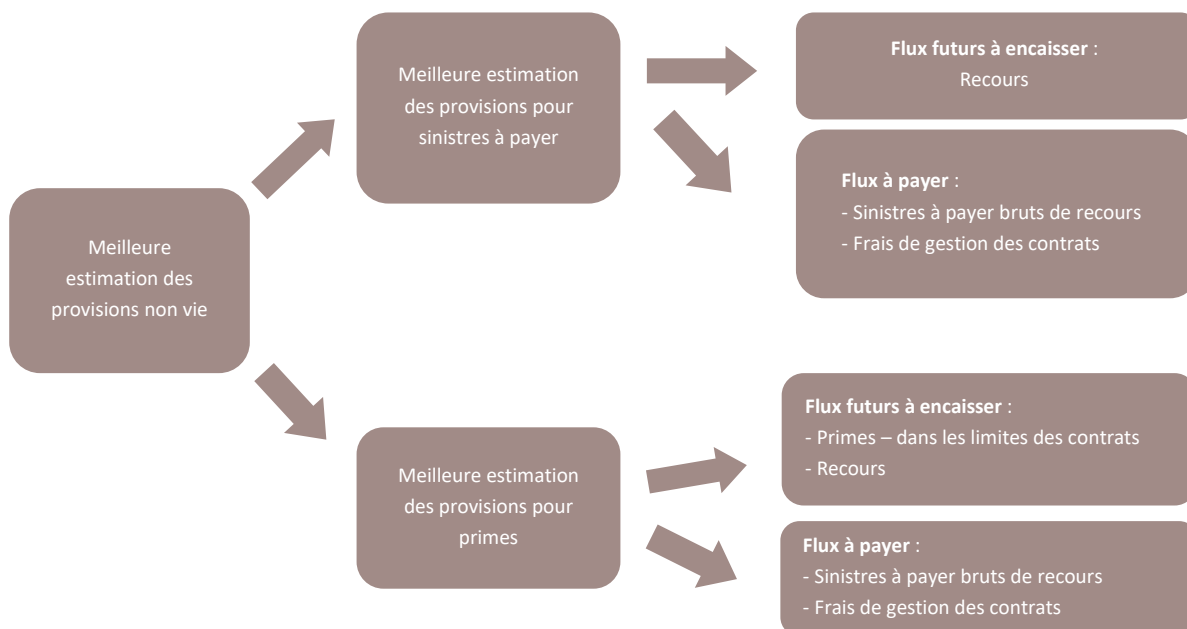 Meilleure
estimation des
provisions non vie
Meilleure estimation
des provisions pour
sinistres à payer
Flux futurs à encaisser :
Recours
Flux à payer :
- Sinistres à payer bruts de recours
- Frais de gestion des contrats
Meilleure estimation
des provisions pour
primes
Flux futurs à encaisser :
- Primes – dans les limites des contrats
- Recours
Flux à payer :
- Sinistres à payer bruts de recours
- Frais de gestion des contrats